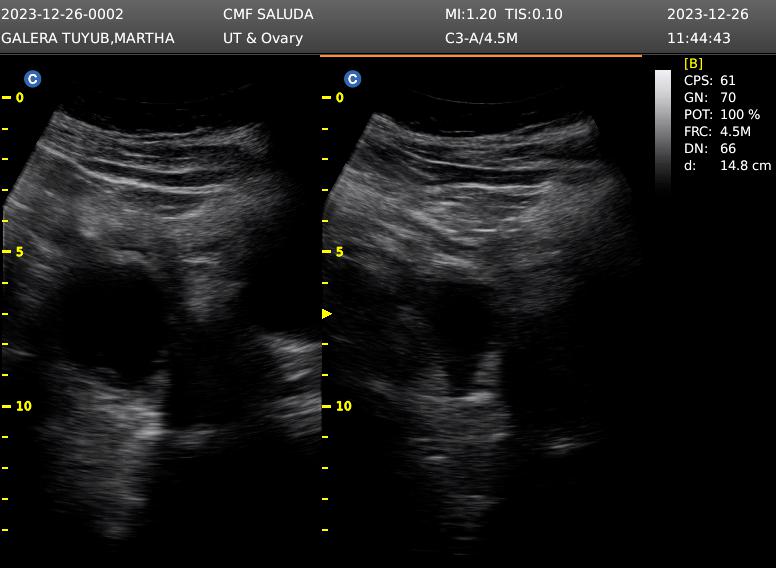 2023-12-26-0002 CMF SALUDA MI:1.20 TIS:0.10 2023-12-26
GALERA TUYUB,MARTHA UT & Ovary C3-A/4.5M 11:44:43
C C [B]
0 0 CPS: 61
GN: 70
POT: 100 %
FRC: 4.5M
DN: 66
d: 14.8 cm
5 5
10 10